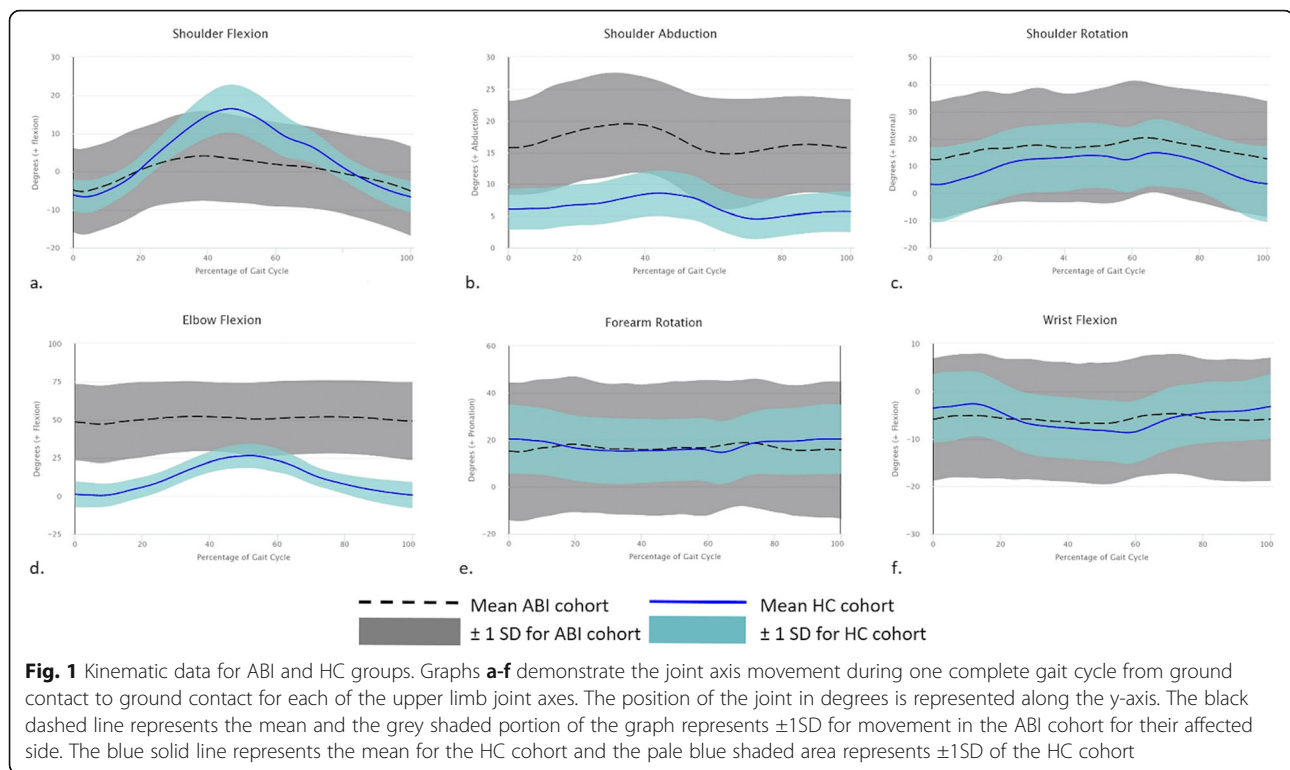 Shoulder Flexion
Degrees (+ flexion)
30
20
10
0
−10
−20
0
20
40
60
80
100
Percentage of Gait Cycle
a.
Shoulder Abduction
Degrees (+ Abduction)
30
25
20
15
10
5
0
0
20
40
60
80
100
Percentage of Gait Cycle
b.
Shoulder Rotation
Degrees (+ Internal)
50
40
30
20
10
0
−10
−20
0
20
40
60
80
100
Percentage of Gait Cycle
c.
Elbow Flexion
Degrees (+ Flexion)
100
75
50
25
0
−25
0
20
40
60
80
100
Percentage of Gait Cycle
d.
Forearm Rotation
Degrees (+ Pronation)
60
40
20
0
−20
0
20
40
60
80
100
Percentage of Gait Cycle
e.
Wrist Flexion
Degrees (+ Flexion)
10
0
−10
−20
−30
0
20
40
60
80
100
Percentage of Gait Cycle
f.
Mean ABI cohort
Mean HC cohort
± 1 SD for ABI cohort
± 1 SD for HC cohort
Fig. 1 Kinematic data for ABI and HC groups. Graphs a-f demonstrate the joint axis movement during one complete gait cycle from ground
contact to ground contact for each of the upper limb joint axes. The position of the joint in degrees is represented along the y-axis. The black
dashed line represents the mean and the grey shaded portion of the graph represents ±1SD for movement in the ABI cohort for their affected
side. The blue solid line represents the mean for the HC cohort and the pale blue shaded area represents ±1SD of the HC cohort